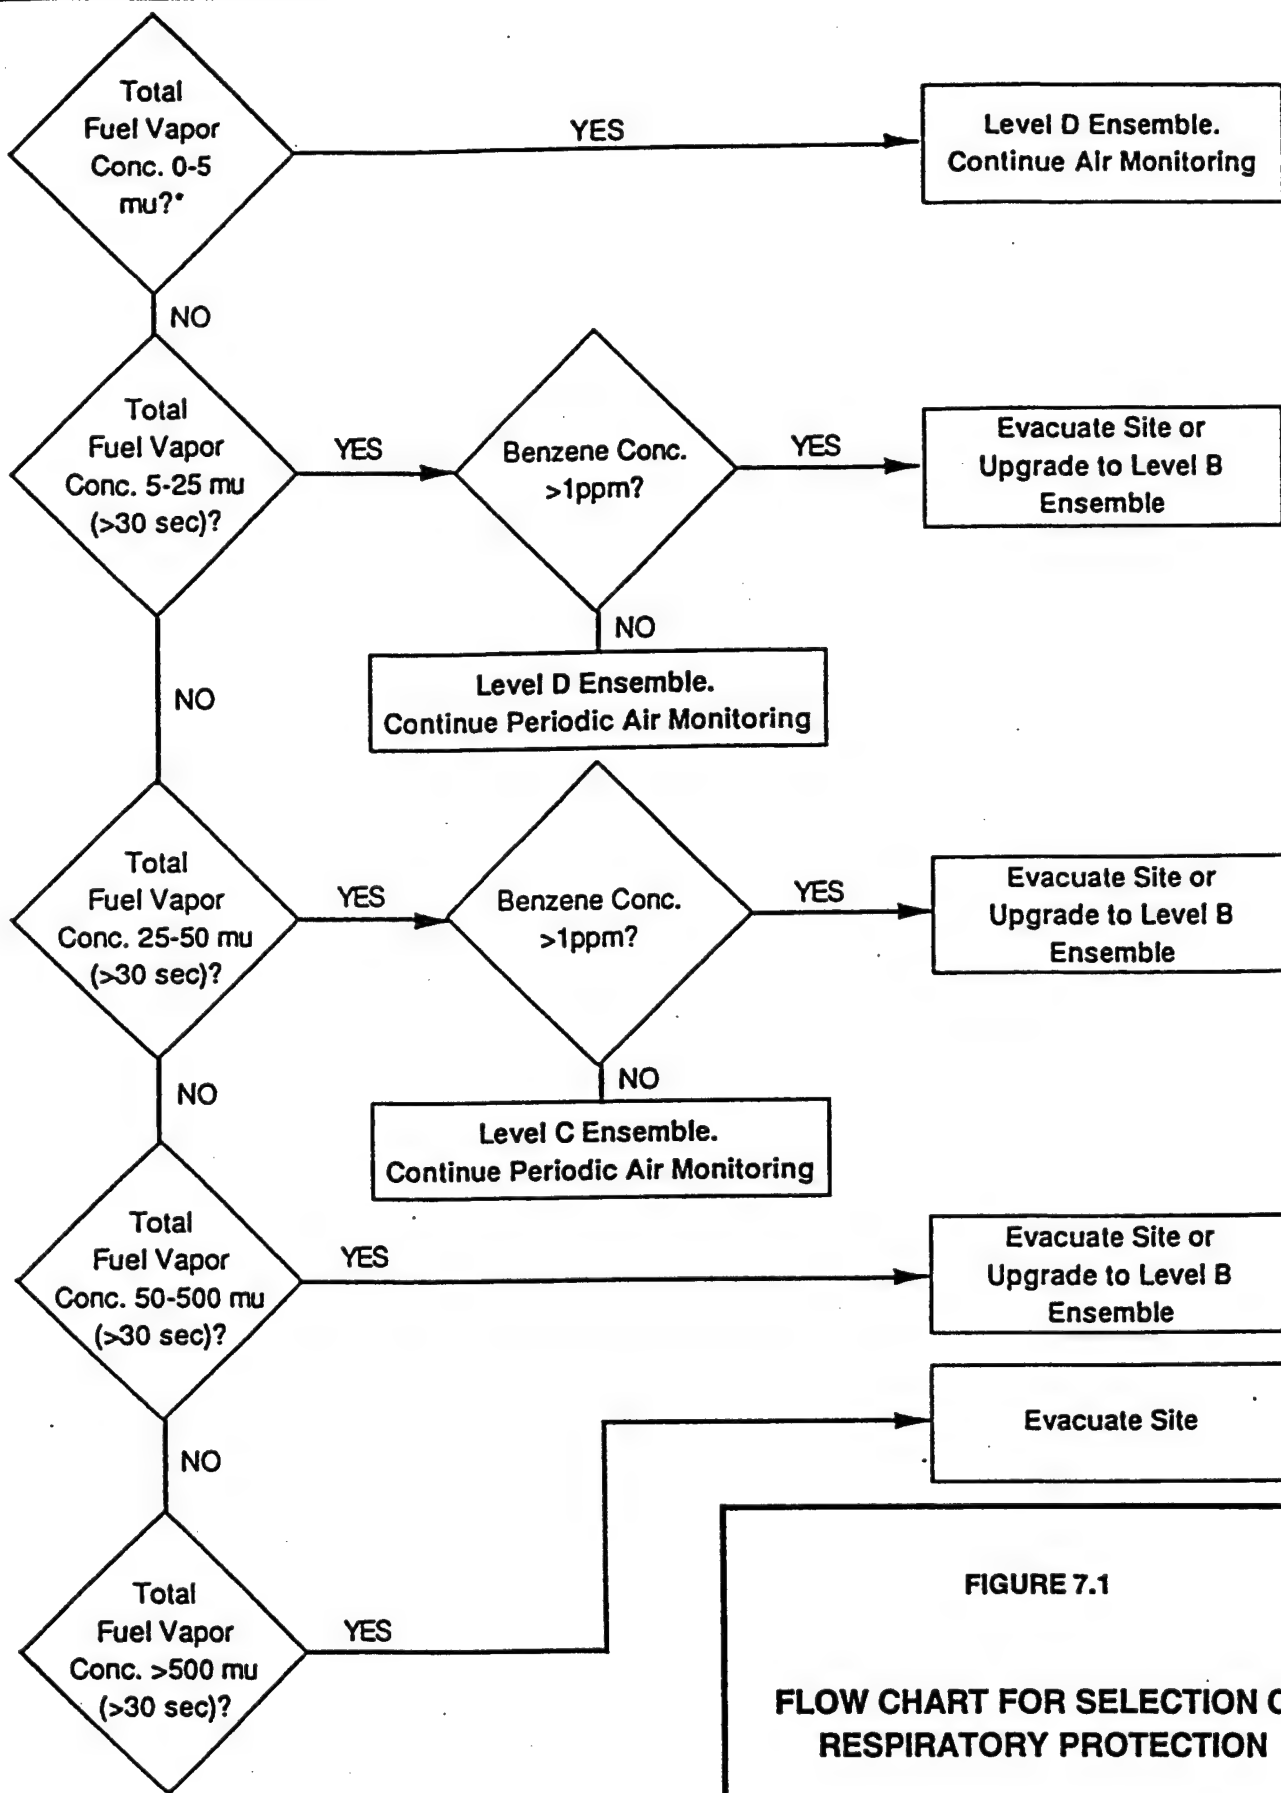 Total
Fuel Vapor
Conc. 0-5
mu?*
YES
Level D Ensemble.
Continue Air Monitoring
NO
Total
Fuel Vapor
Conc. 5-25 mu
(>30 sec)?
YES
Benzene Conc.
>1ppm?
YES
Evacuate Site or
Upgrade to Level B
Ensemble
NO
Level D Ensemble.
Continue Periodic Air Monitoring
NO
Total
Fuel Vapor
Conc. 25-50 mu
(>30 sec)?
YES
Benzene Conc.
>1ppm?
YES
Evacuate Site or
Upgrade to Level B
Ensemble
NO
Level C Ensemble.
Continue Periodic Air Monitoring
NO
Total
Fuel Vapor
Conc. 50-500 mu
(>30 sec)?
YES
Evacuate Site or
Upgrade to Level B
Ensemble
NO
Evacuate Site
Total
Fuel Vapor
Conc. >500 mu
(>30 sec)?
YES
FIGURE 7.1
FLOW CHART FOR SELECTION
RESPIRATORY PROTECTION